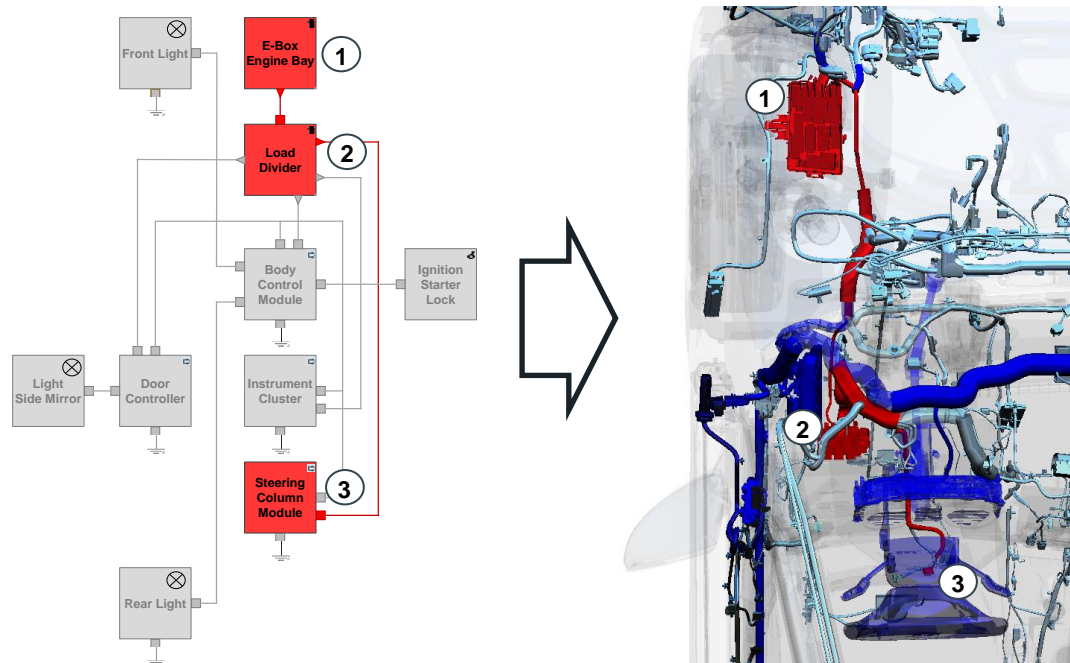 Front Light
E-Box
Engine Bay
1
Load
Divider
2
Body
Control
Module
Ignition
Starter
Lock
Light
Side Mirror
Door
Controller
Instrument
Cluster
Steering
Column
Module
3
Rear Light
1
2
3